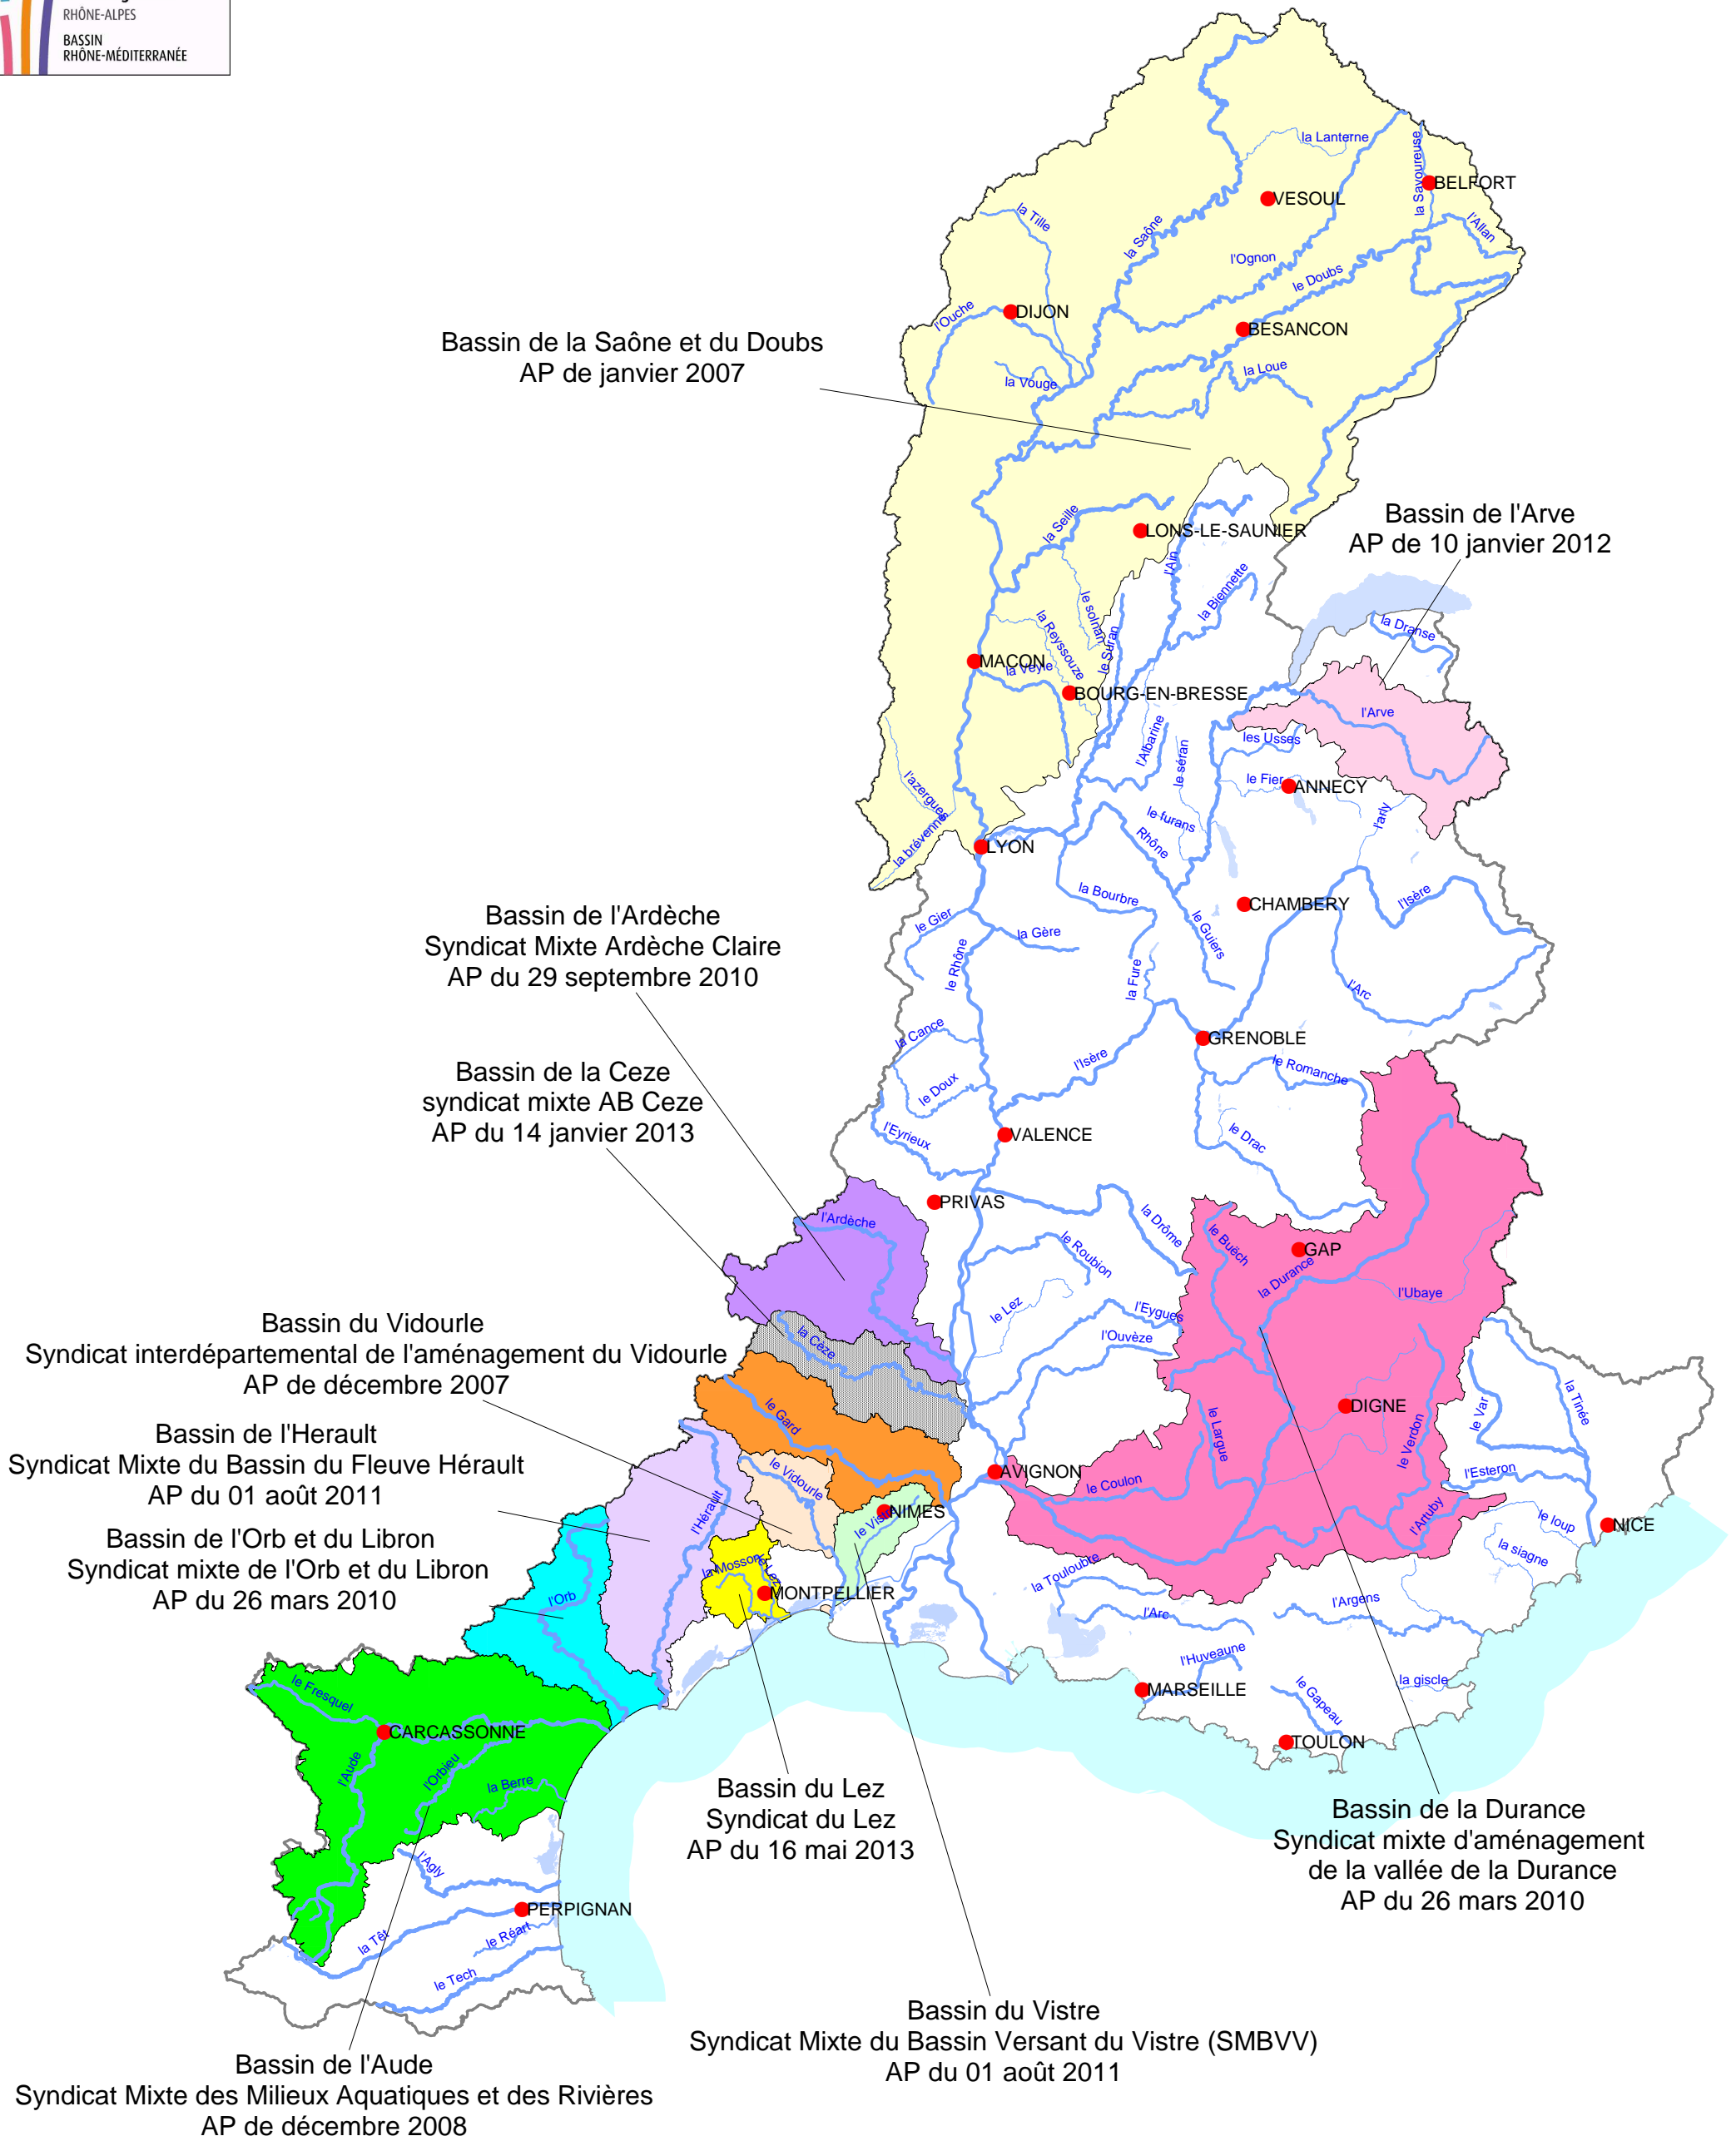 RHÔNE-ALPES
BASSIN
RHÔNE-MÉDITERRANÉE
la Lanterne
la Savoureuse
BELFORT
VESOUL
la Tille
la Saône
l'Allan
l'Ognon
le Doubs
l'Ouche
DIJON
BESANCON
Bassin de la Saône et du Doubs
AP de janvier 2007
la Vouge
la Loue
Bassin de l'Arve
AP de 10 janvier 2012
la Seille
LONS-LE-SAUNIER
l'Ain
la Biennette
le solnan
la Reyssouze
le Suran
la Dranse
MACON
la Veyle
BOURG-EN-BRESSE
l'Arve
l'Albarine
le séran
les Usses
le Fier
ANNECY
l'azergues
la brévenne
le furans
Rhône
l'arly
LYON
la Bourbre
CHAMBERY
l'Isère
Bassin de l'Ardèche
Syndicat Mixte Ardèche Claire
AP du 29 septembre 2010
le Gier
la Gère
le Guiers
le Rhône
la Fure
l'Arc
la Cance
GRENOBLE
l'Isère
le Romanche
Bassin de la Ceze
syndicat mixte AB Ceze
AP du 14 janvier 2013
le Doux
l'Eyrieux
VALENCE
le Drac
PRIVAS
l'Ardèche
la Drôme
le Roubion
le Buëch
GAP
la Durance
l'Ubaye
le Lez
l'Eygues
l'Ouvèze
la Cèze
Bassin du Vidourle
Syndicat interdépartemental de l'aménagement du Vidourle
AP de décembre 2007
le Gard
DIGNE
le Largue
le Verdon
le Var
la Tinée
Bassin de l'Herault
Syndicat Mixte du Bassin du Fleuve Hérault
AP du 01 août 2011
le Vidourle
AVIGNON
le Coulon
l'Esteron
l'Hérault
NIMES
le Vistre
l'Artuby
le loup
NICE
la siagne
Bassin de l'Orb et du Libron
Syndicat mixte de l'Orb et du Libron
AP du 26 mars 2010
l'Orb
la Mosson
le Lez
MONTPELLIER
la Touloubre
l'Arc
l'Argens
l'Huveaune
MARSEILLE
le Gapeau
la giscle
TOULON
le Fresquel
CARCASSONNE
l'Aude
l'Orbieu
la Berre
Bassin du Lez
Syndicat du Lez
AP du 16 mai 2013
Bassin de la Durance
Syndicat mixte d'aménagement
de la vallée de la Durance
AP du 26 mars 2010
l'Agly
PERPIGNAN
la Têt
le Réart
le Tech
Bassin du Vistre
Syndicat Mixte du Bassin Versant du Vistre (SMBVV)
AP du 01 août 2011
Bassin de l'Aude
Syndicat Mixte des Milieux Aquatiques et des Rivières
AP de décembre 2008